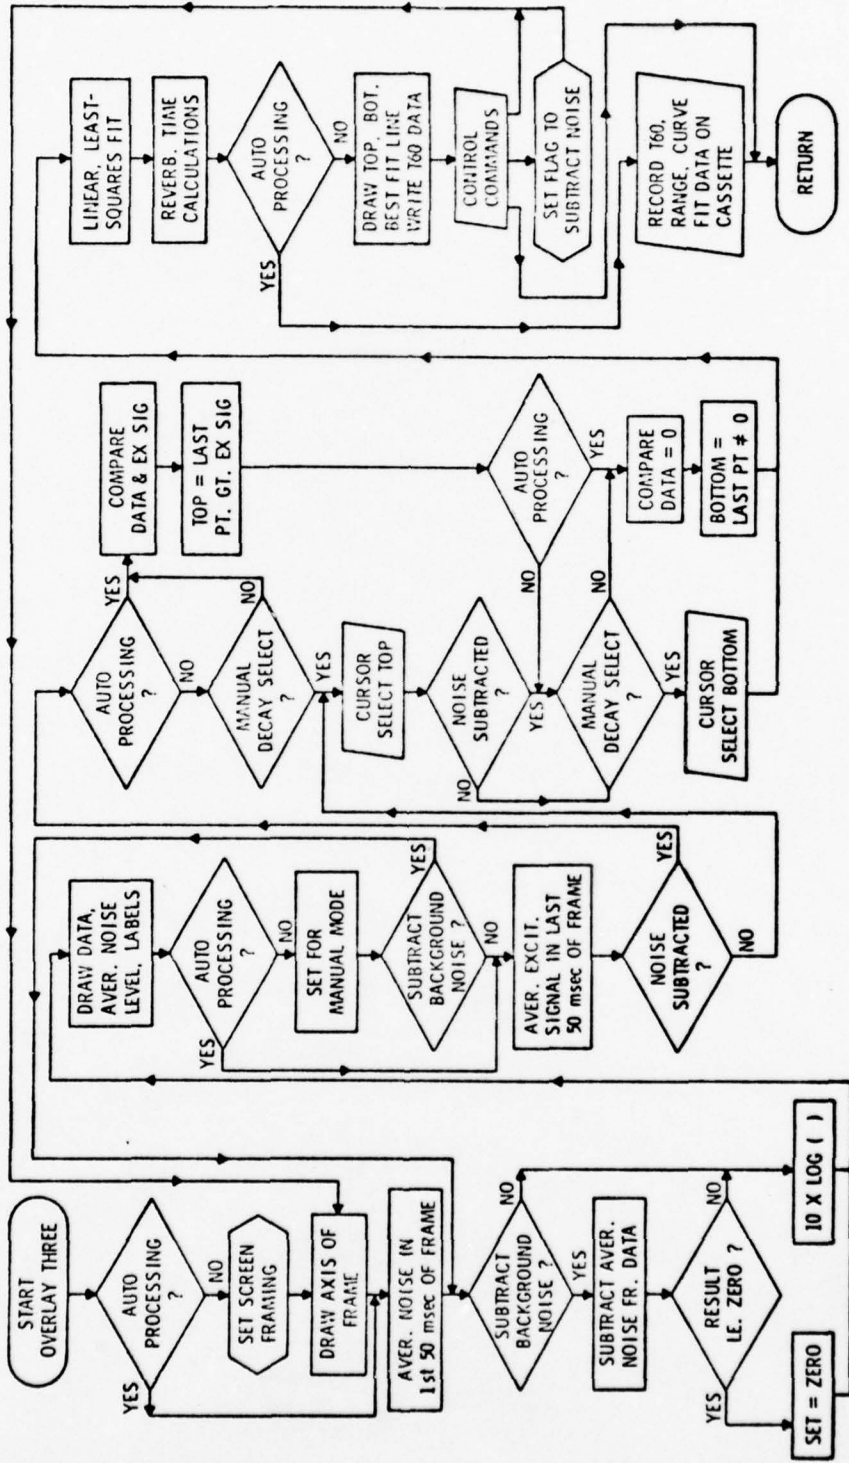 START
OVERLAY THREE
AUTO
PROCESSING
?
YES
NO
SET SCREEN
FRAMING
DRAW AXIS OF
FRAME
AVER. NOISE IN
1st 50 msec OF FRAME
SUBTRACT
BACKGROUND
NOISE ?
NO
YES
SUBTRACT AVER.
NOISE FR. DATA
RESULT
LE. ZERO ?
NO
YES
SET = ZERO
10 X LOG ( )
DRAW DATA,
AVER. NOISE
LEVEL, LABELS
AUTO
PROCESSING
?
YES
NO
SET FOR
MANUAL MODE
SUBTRACT
BACKGROUND
NOISE ?
YES
NO
AVER. EXCIT.
SIGNAL IN LAST
50 msec OF FRAME
NOISE
SUBTRACTED
?
YES
NO
AUTO
PROCESSING
?
YES
NO
MANUAL
DECAY SELECT
?
NO
YES
COMPARE
DATA & EX SIG
TOP = LAST
PT. GT. EX SIG
CURSOR
SELECT TOP
NOISE
SUBTRACTED
?
NO
YES
AUTO
PROCESSING
?
NO
YES
MANUAL
DECAY SELECT
?
NO
YES
COMPARE
DATA = 0
BOTTOM =
LAST PT ≠ 0
CURSOR
SELECT BOTTOM
LINEAR, LEAST-
SQUARES FIT
REVERB. TIME
CALCULATIONS
AUTO
PROCESSING
?
YES
NO
DRAW TOP, BOT.
BEST FIT LINE
WRITE T60 DATA
CONTROL
COMMANDS
SET FLAG TO
SUBTRACT NOISE
RECORD T60,
RANGE, CURVE
FIT DATA ON
CASSETTE
RETURN